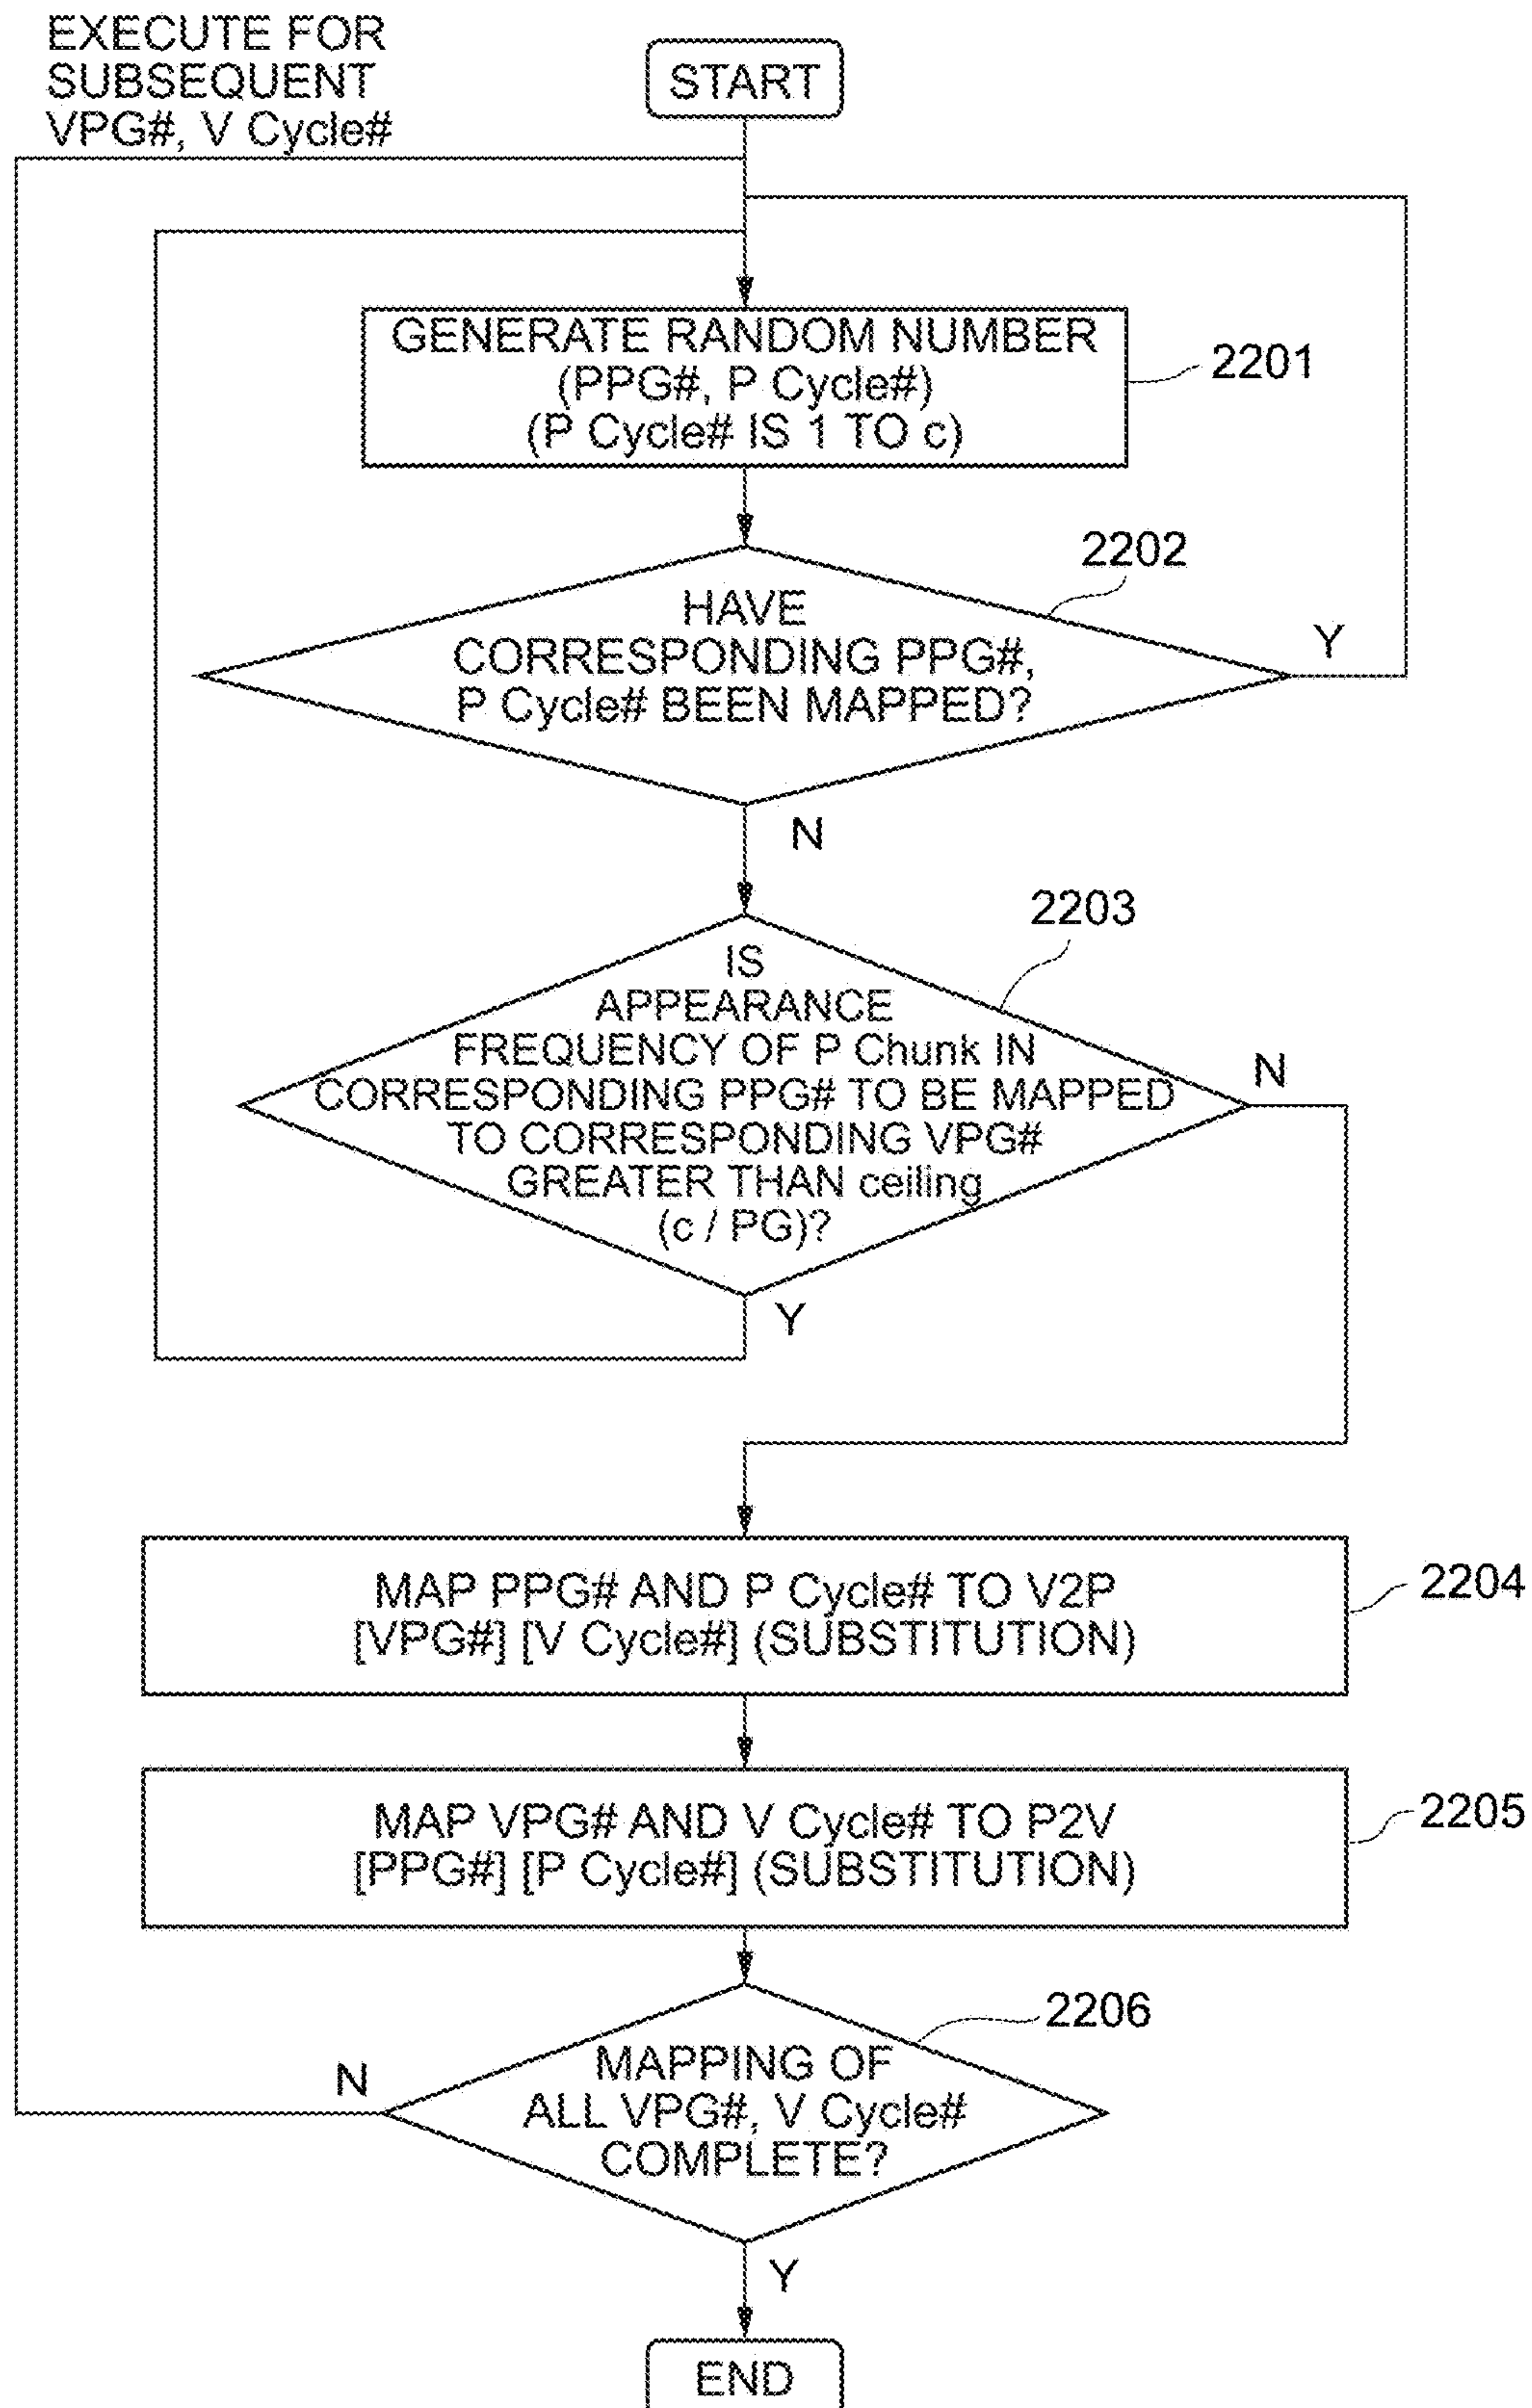 EXECUTE FOR
SUBSEQUENT
VPG#, V Cycle#
START
GENERATE RANDOM NUMBER
(PPG#, P Cycle#)
(P Cycle# IS 1 TO c)
2201
2202
HAVE
CORRESPONDING PPG#,
P Cycle# BEEN MAPPED?
Y
N
2203
IS
APPEARANCE
FREQUENCY OF P Chunk IN
CORRESPONDING PPG# TO BE MAPPED
TO CORRESPONDING VPG#
GREATER THAN ceiling
(c / PG)?
N
Y
MAP PPG# AND P Cycle# TO V2P
[VPG#] [V Cycle#] (SUBSTITUTION)
2204
MAP VPG# AND V Cycle# TO P2V
[PPG#] [P Cycle#] (SUBSTITUTION)
2205
2206
MAPPING OF
ALL VPG#, V Cycle#
COMPLETE?
N
Y
END